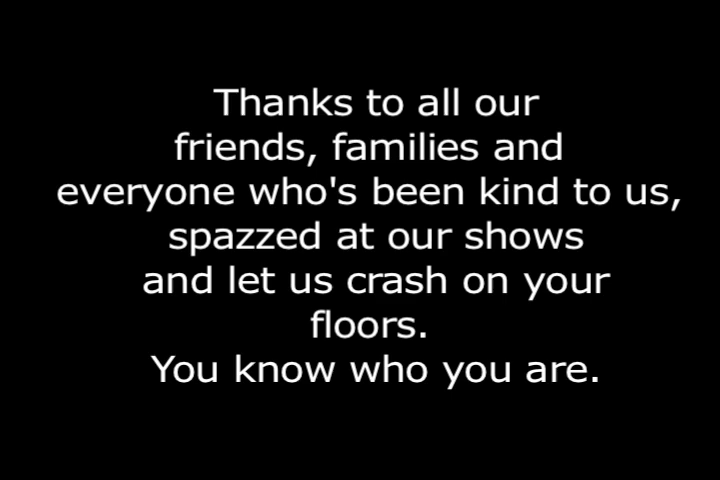 Thanks to all our
friends, families and
everyone who's been kind to us,
spazzed at our shows
and let us crash on your
floors.
You know who you are.